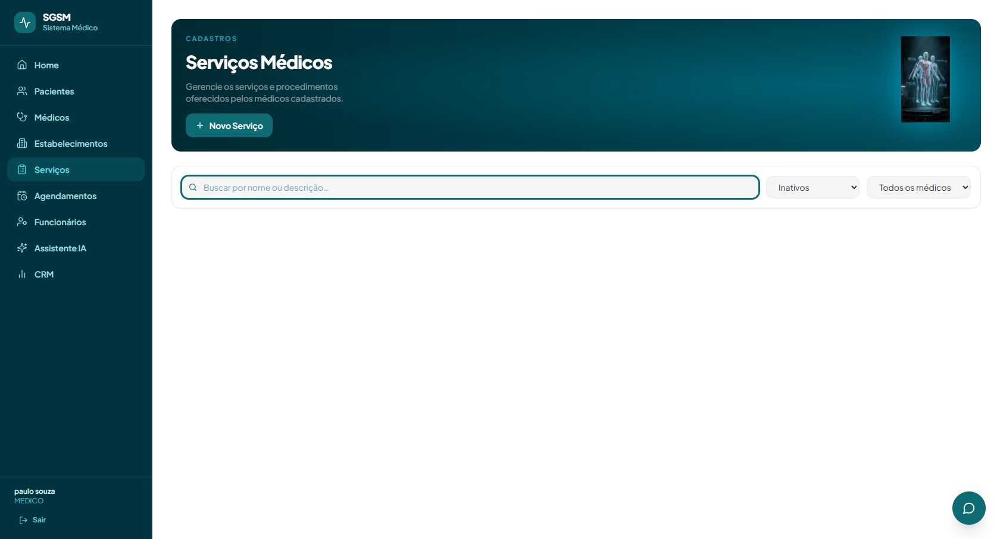 SGSM
Sistema Médico
Home
Pacientes
Médicos
Estabelecimentos
Serviços
Agendamentos
Funcionários
Assistente IA
CRM
paulo souza
MEDICO
Sair
CADASTROS
Serviços Médicos
Gerencie os serviços e procedimentos
oferecidos pelos médicos cadastrados.
Novo Serviço
Buscar por nome ou descrição...
Inativos
Todos os médicos